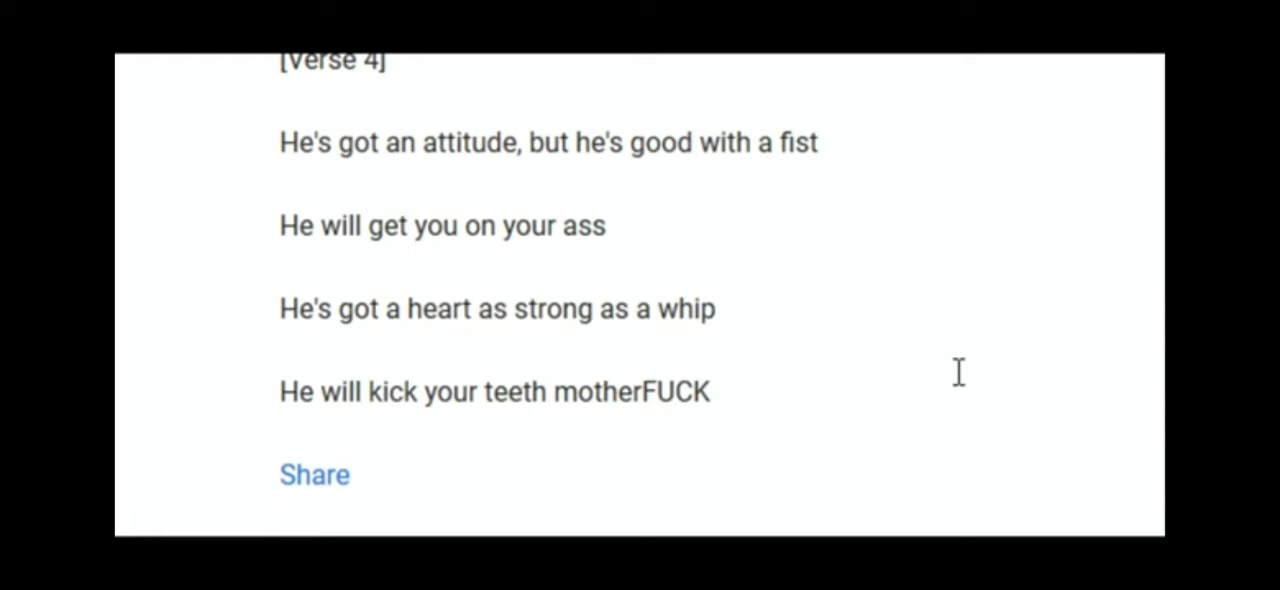 [Verse 4]
He's got an attitude, but he's good with a fist
He will get you on your ass
He's got a heart as strong as a whip
He will kick your teeth motherFUCK
Share